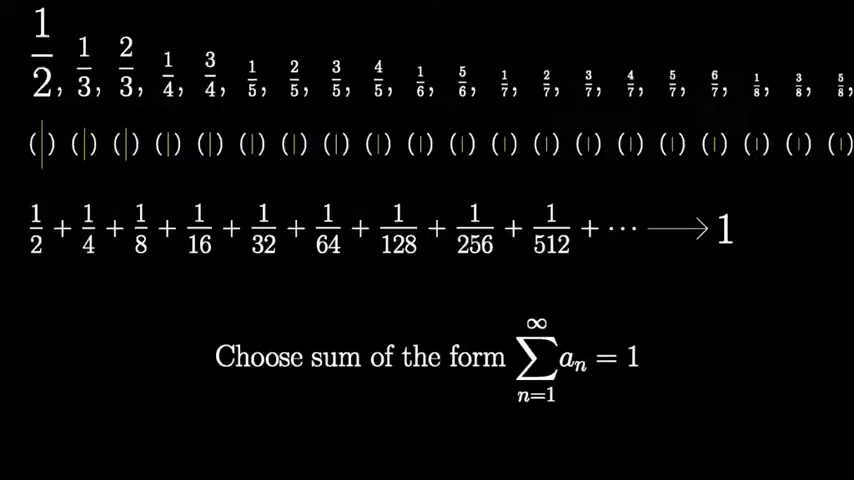 1/2, 1/3, 2/3, 1/4, 3/4, 1/5, 2/5, 3/5, 4/5, 1/6, 5/6, 1/7, 2/7, 3/7, 4/7, 5/7, 6/7, 1/8, 3/8, 5/8,
(|) (|) (|) (|) (|) (|) (|) (|) (|) (|) (|) (|) (|) (|) (|) (|) (|) (|) (|) (|)
1/2 + 1/4 + 1/8 + 1/16 + 1/32 + 1/64 + 1/128 + 1/256 + 1/512 + ⋯ ⟶ 1
Choose sum of the form ∑_{n=1}^{∞} a_n = 1